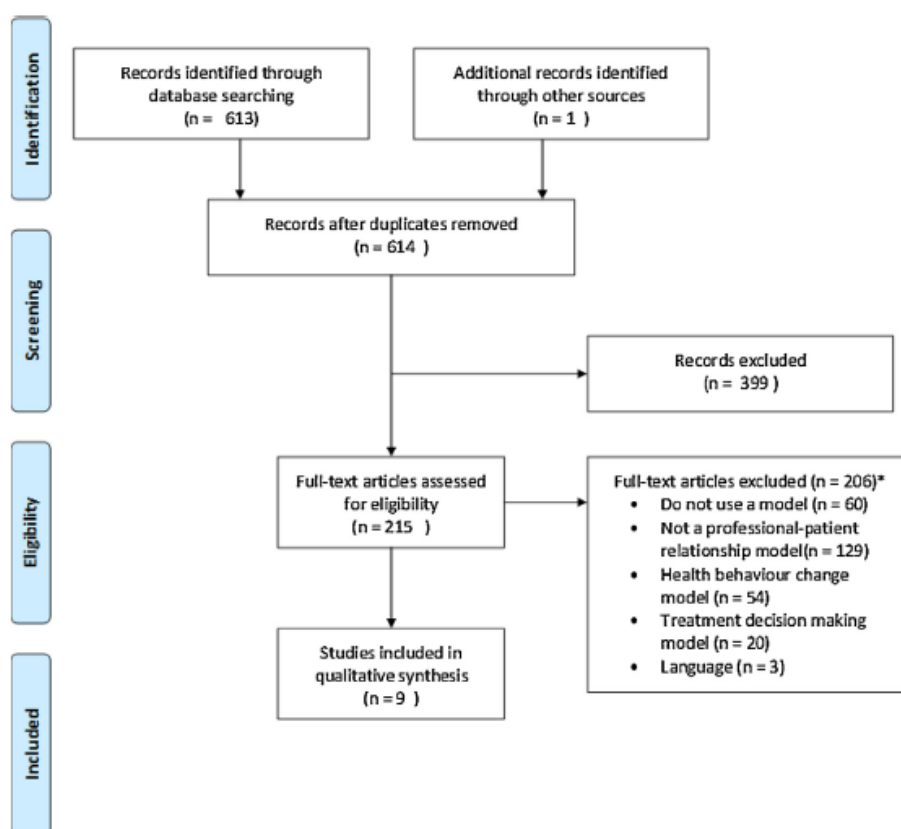 Identification
Records identified through
database searching
(n = 613)
Additional records identified
through other sources
(n = 1 )
Records after duplicates removed
(n = 614 )
Screening
Records excluded
(n = 399 )
Eligibility
Full-text articles assessed
for eligibility
(n = 215 )
Full-text articles excluded (n = 206)*
• Do not use a model (n = 60)
• Not a professional-patient
relationship model(n = 129)
• Health behaviour change
model (n = 54)
• Treatment decision making
model (n = 20)
• Language (n = 3)
Included
Studies included in
qualitative synthesis
(n = 9 )